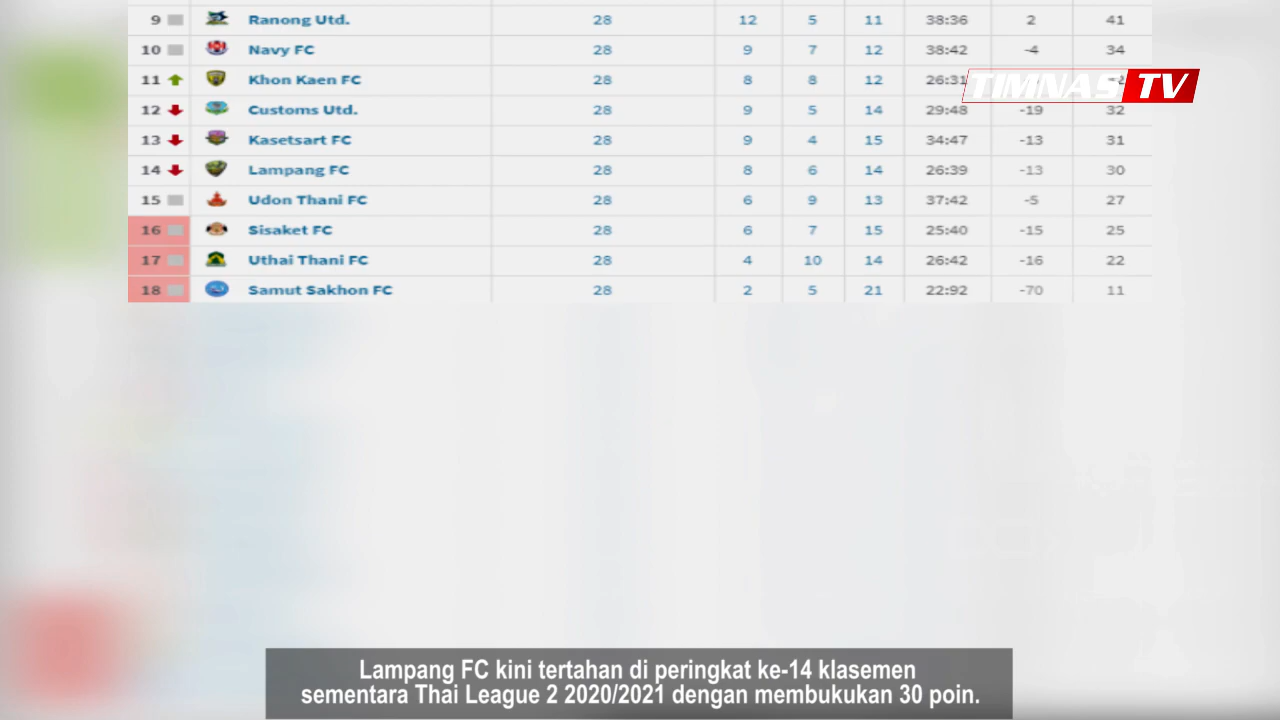 9 Ranong Utd. 28 12 5 11 38:36 2 41
10 Navy FC 28 9 7 12 38:42 -4 34
11 Khon Kaen FC 28 8 8 12 26:31
TIMNAS TV
12 Customs Utd. 28 9 5 14 29:48 -19 32
13 Kasetsart FC 28 9 4 15 34:47 -13 31
14 Lampang FC 28 8 6 14 26:39 -13 30
15 Udon Thani FC 28 6 9 13 37:42 -5 27
16 Sisaket FC 28 6 7 15 25:40 -15 25
17 Uthai Thani FC 28 4 10 14 26:42 -16 22
18 Samut Sakhon FC 28 2 5 21 22:92 -70 11
Lampang FC kini tertahan di peringkat ke-14 klasemen
sementara Thai League 2 2020/2021 dengan membukukan 30 poin.